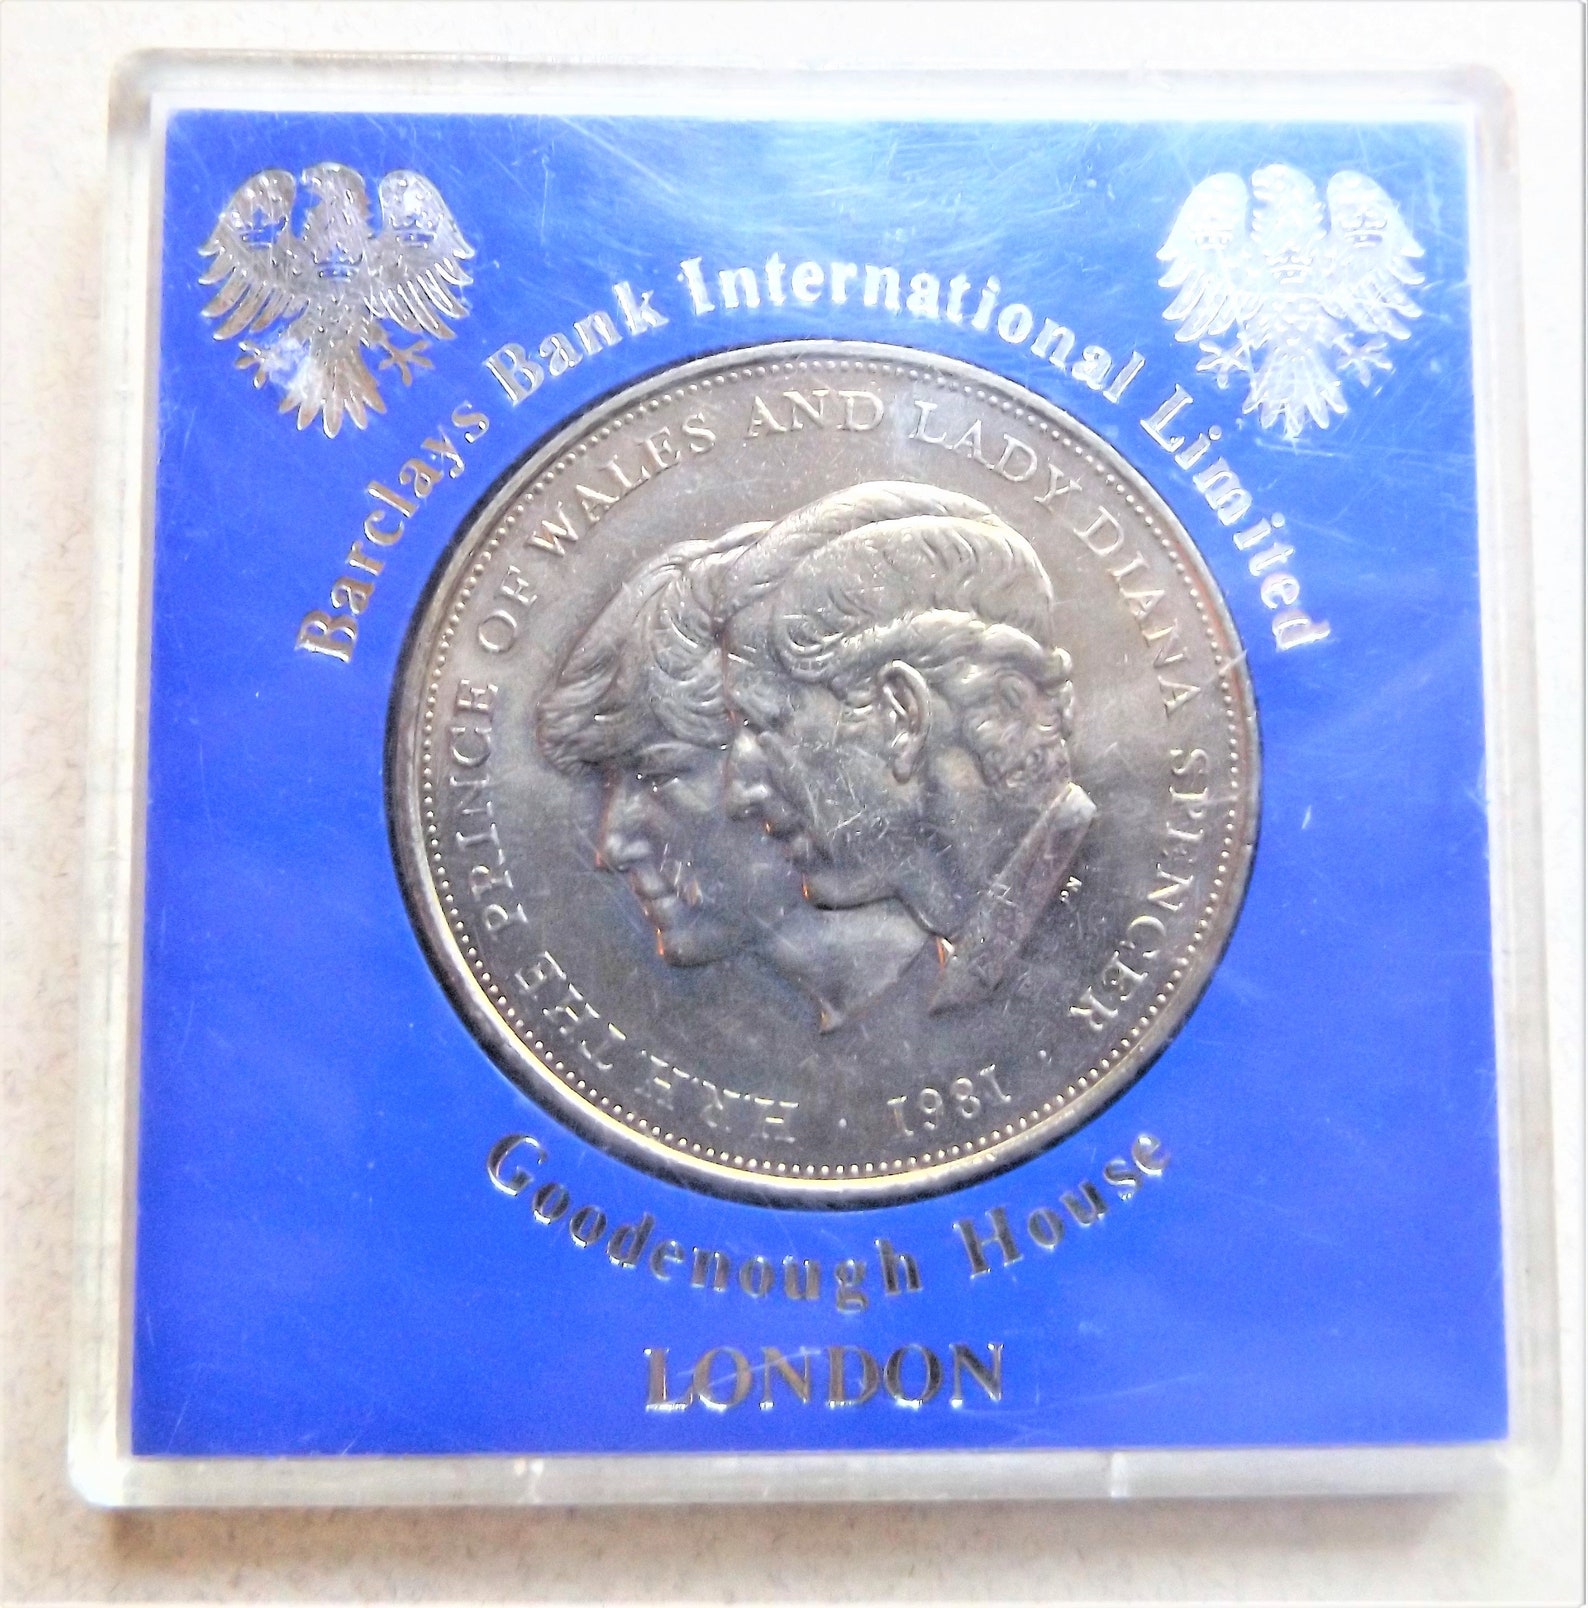 Barclays Bank International Limited
H.R.H. THE PRINCE OF WALES AND LADY DIANA SPENCER · 1981 ·
Goodenough House
LONDON